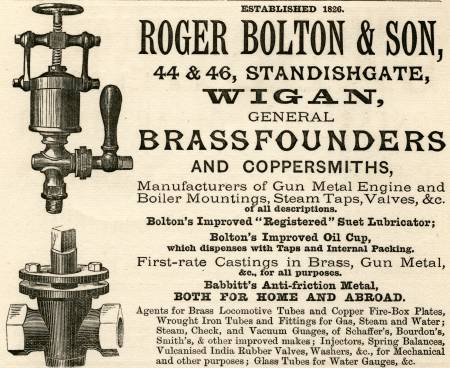 ESTABLISHED 1826.
ROGER BOLTON & SON,
44 & 46, STANDISHGATE,
WIGAN,
GENERAL
BRASSFOUNDERS
AND COPPERSMITHS,
Manufacturers of Gun Metal Engine and
Boiler Mountings, Steam Taps, Valves, &c.
of all descriptions.
Bolton's Improved "Registered" Suet Lubricator;
Bolton's Improved Oil Cup,
which dispenses with Taps and Internal Packing.
First-rate Castings in Brass, Gun Metal,
&c., for all purposes.
Babbitt's Anti-friction Metal,
BOTH FOR HOME AND ABROAD.
Agents for Brass Locomotive Tubes and Copper Fire-Box Plates,
Wrought Iron Tubes and Fittings for Gas, Steam and Water;
Steam, Check, and Vacuum Guages, of Schaffer's, Bourdon's,
Smith's, & other improved makes; Injectors, Spring Balances,
Vulcanised India Rubber Valves, Washers, &c., for Mechanical
and other purposes; Glass Tubes for Water Gauges, &c.